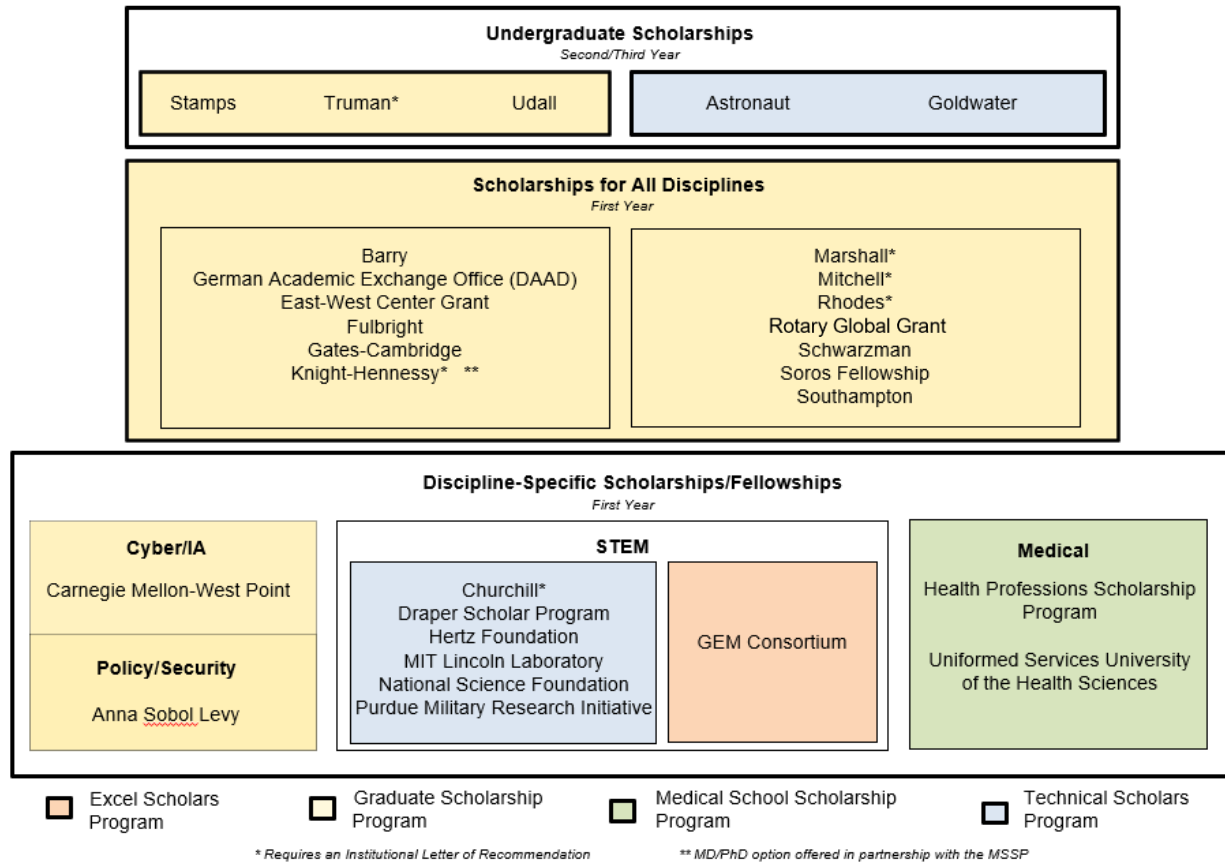 Undergraduate Scholarships
Second/Third Year
Stamps Truman* Udall
Astronaut Goldwater
Scholarships for All Disciplines
First Year
Barry
German Academic Exchange Office (DAAD)
East-West Center Grant
Fulbright
Gates-Cambridge
Knight-Hennessy* **
Marshall*
Mitchell*
Rhodes*
Rotary Global Grant
Schwarzman
Soros Fellowship
Southampton
Discipline-Specific Scholarships/Fellowships
First Year
Cyber/IA
Carnegie Mellon-West Point
Policy/Security
Anna Sobol Levy
STEM
Churchill*
Draper Scholar Program
Hertz Foundation
MIT Lincoln Laboratory
National Science Foundation
Purdue Military Research Initiative
GEM Consortium
Medical
Health Professions Scholarship
Program
Uniformed Services University
of the Health Sciences
Excel Scholars
Program
Graduate Scholarship
Program
Medical School Scholarship
Program
Technical Scholars
Program
* Requires an Institutional Letter of Recommendation
** MD/PhD option offered in partnership with the MSSP